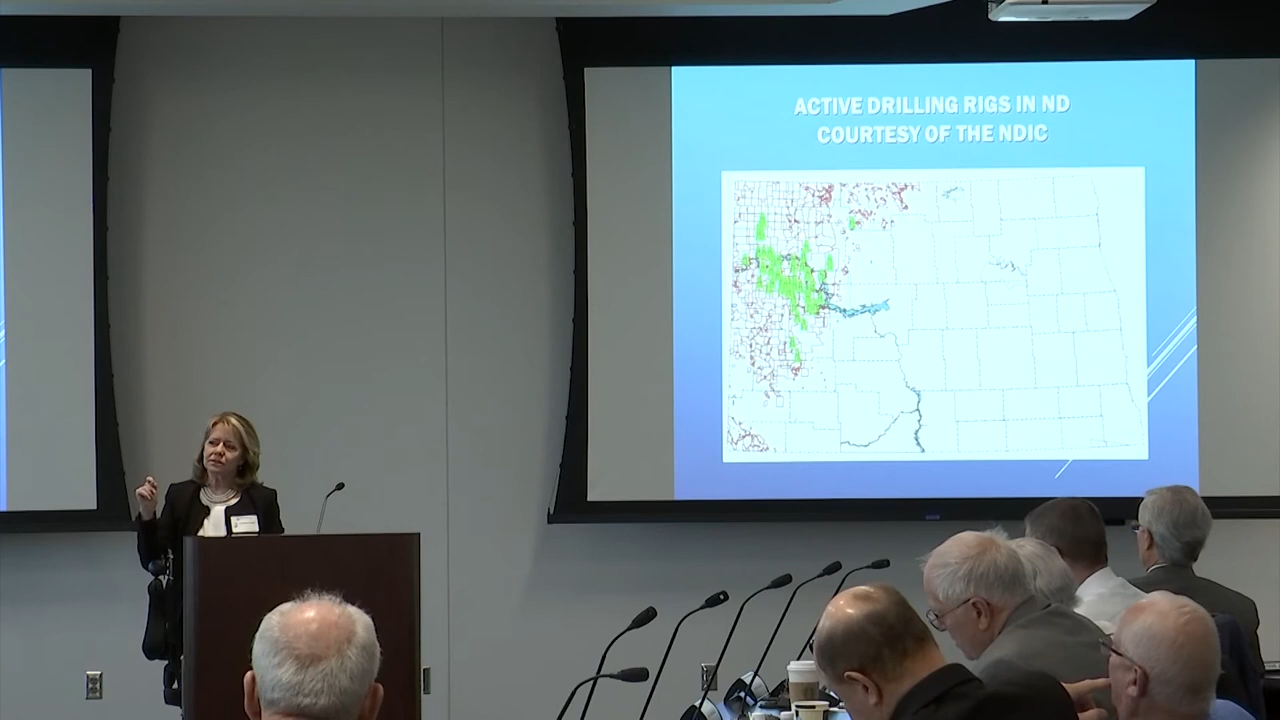 ACTIVE DRILLING RIGS IN ND
COURTESY OF THE NDIC